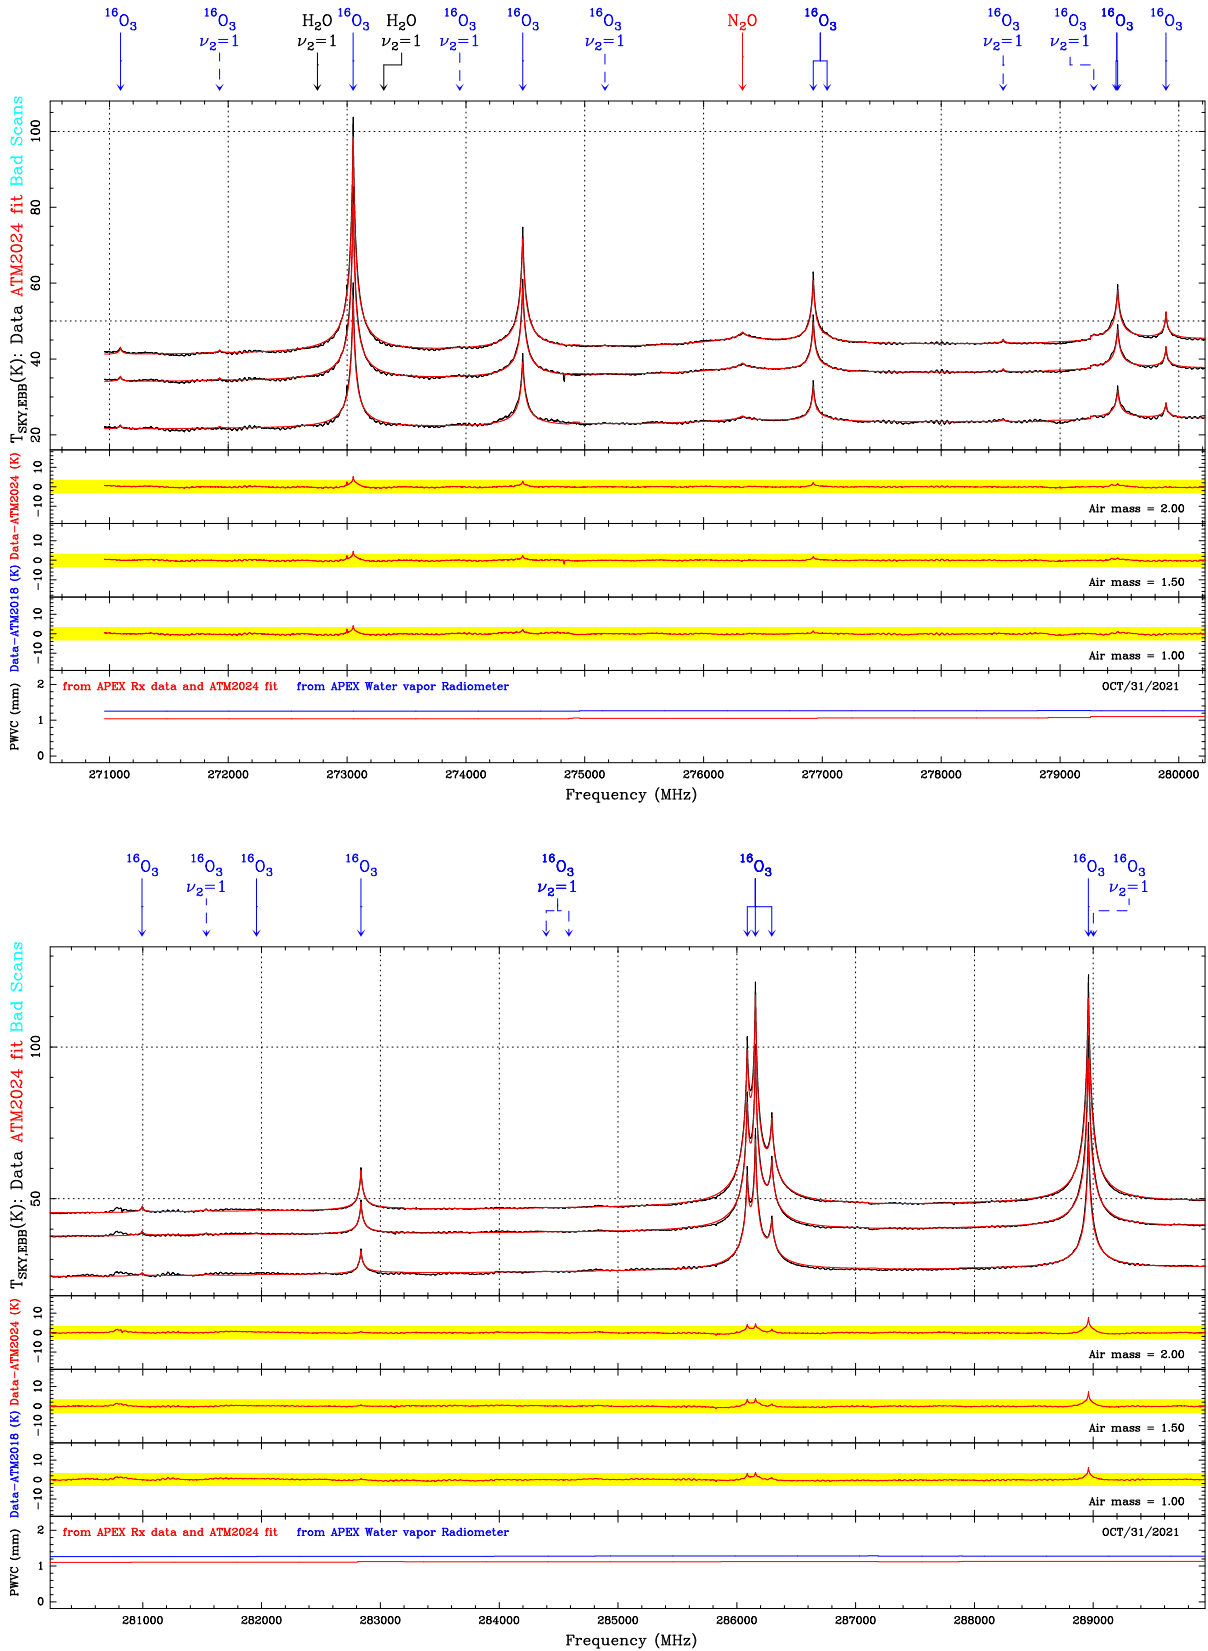 16O3 16O3 H2O 16O3 H2O 16O3 16O3 16O3 N2O 16O3 16O3 16O3 16O3 16O3
ν2=1 ν2=1 ν2=1 ν2=1 ν2=1 ν2=1 ν2=1
TSKY,EBB(K): Data ATM2024 fit Bad Scans
100
80
60
40
20
Data-ATM2018 (K) Data-ATM2024 (K)
10
0
-10
Air mass = 2.00
10
0
-10
Air mass = 1.50
10
0
-10
Air mass = 1.00
PWVC (mm)
2
from APEX Rx data and ATM2024 fit from APEX Water vapor Radiometer OCT/31/2021
1
0
271000 272000 273000 274000 275000 276000 277000 278000 279000 280000
Frequency (MHz)
16O3 16O3 16O3 16O3 16O3 16O3 16O3 16O3
ν2=1 ν2=1 ν2=1
TSKY,EBB(K): Data ATM2024 fit Bad Scans
100
50
Data-ATM2018 (K) Data-ATM2024 (K)
10
0
-10
Air mass = 2.00
10
0
-10
Air mass = 1.50
10
0
-10
Air mass = 1.00
PWVC (mm)
2
from APEX Rx data and ATM2024 fit from APEX Water vapor Radiometer OCT/31/2021
1
0
281000 282000 283000 284000 285000 286000 287000 288000 289000
Frequency (MHz)